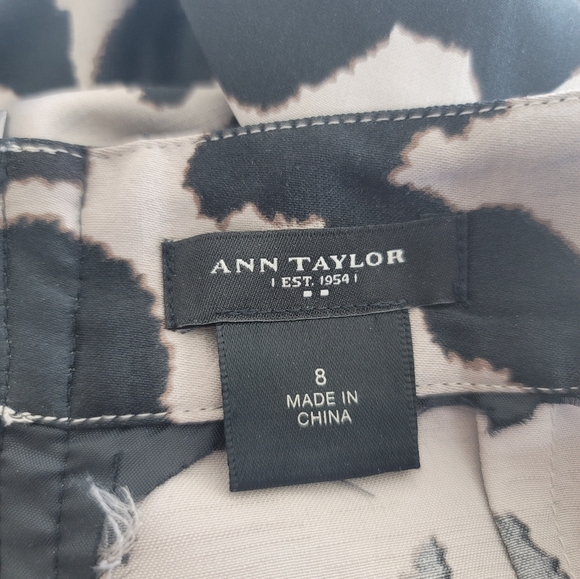 ANN TAYLOR
EST. 1954
8
MADE IN
CHINA